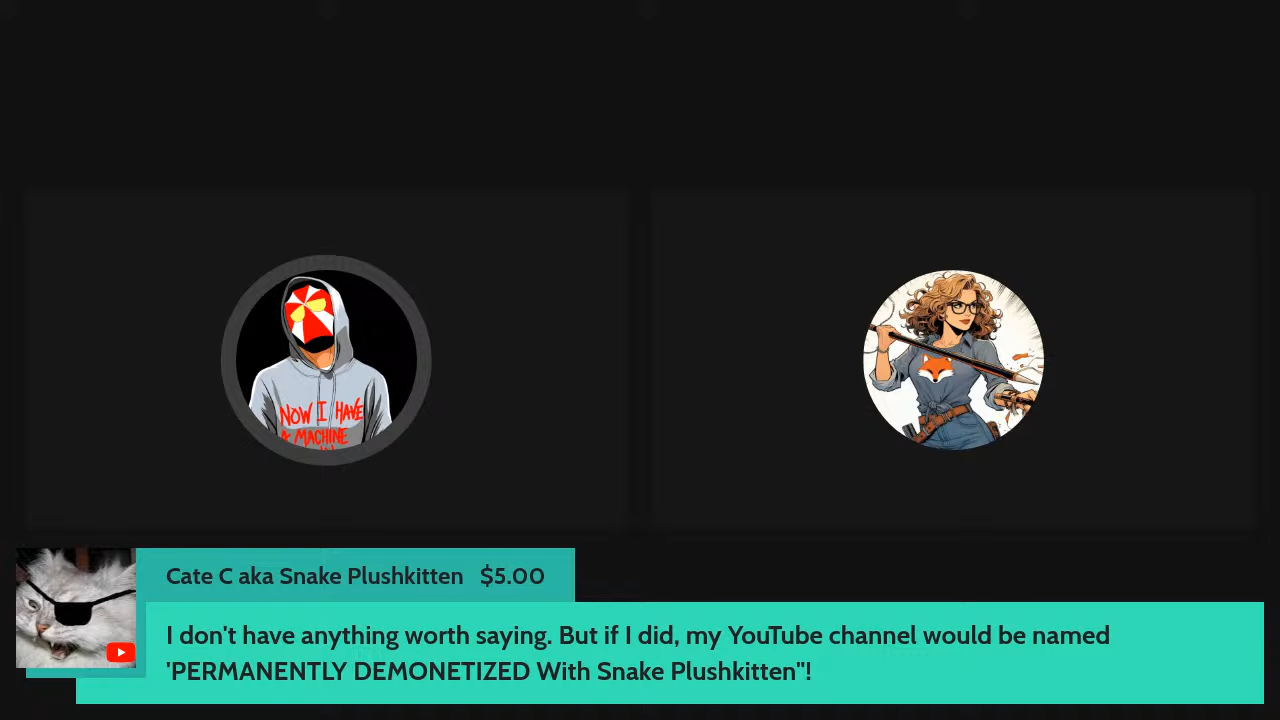 NOW I HAVE
A MACHINE
Cate C aka Snake Plushkitten $5.00
I don't have anything worth saying. But if I did, my YouTube channel would be named
'PERMANENTLY DEMONETIZED With Snake Plushkitten"!